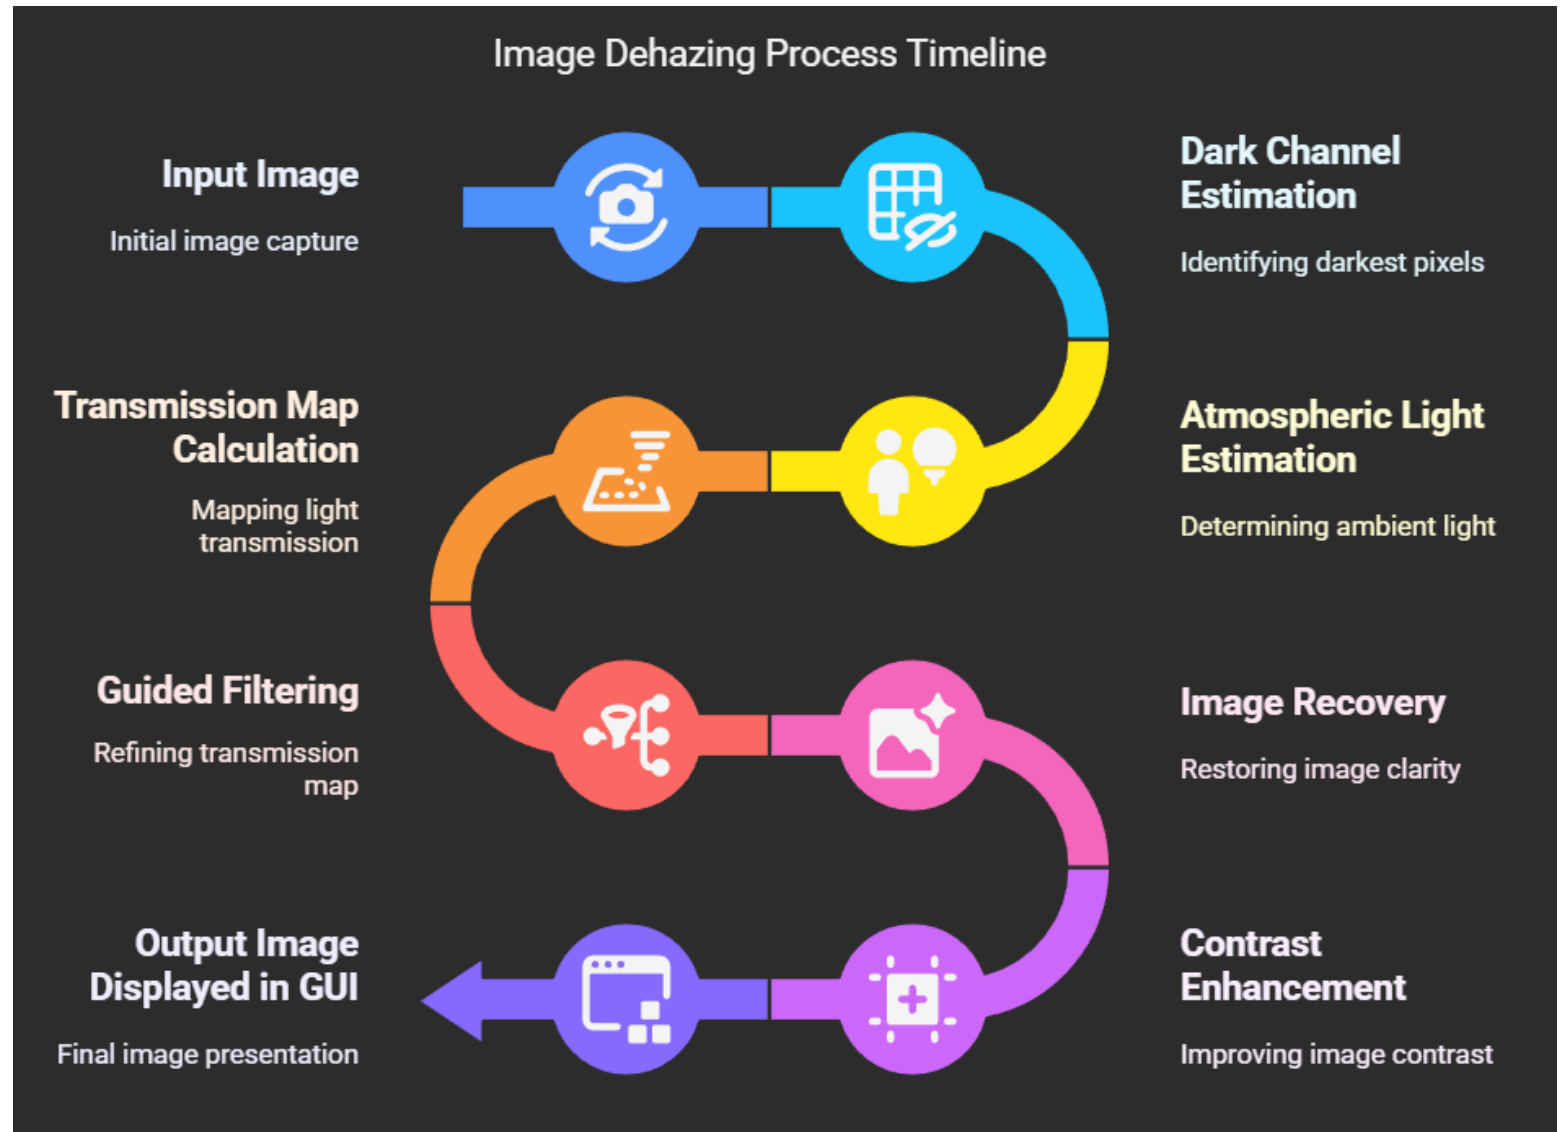 Image Dehazing Process Timeline
Input Image
Initial image capture
Dark Channel
Estimation
Identifying darkest pixels
Atmospheric Light
Estimation
Determining ambient light
Transmission Map
Calculation
Mapping light
transmission
Guided Filtering
Refining transmission
map
Image Recovery
Restoring image clarity
Contrast
Enhancement
Improving image contrast
Output Image
Displayed in GUI
Final image presentation